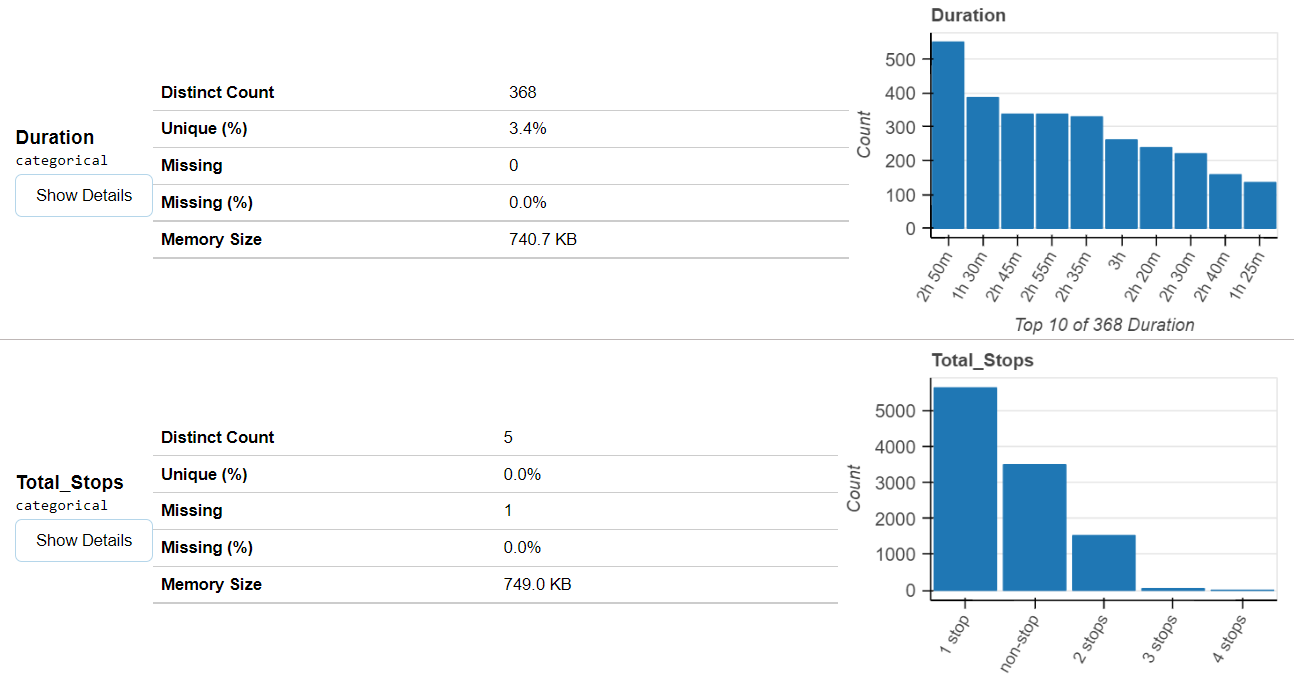 Duration
categorical
Show Details
Distinct Count 368
Unique (%) 3.4%
Missing 0
Missing (%) 0.0%
Memory Size 740.7 KB
Duration
Count
500
400
300
200
100
0
2h 50m
1h 30m
2h 45m
2h 55m
2h 35m
3h
2h 20m
2h 30m
2h 40m
1h 25m
Top 10 of 368 Duration
Total_Stops
categorical
Show Details
Distinct Count 5
Unique (%) 0.0%
Missing 1
Missing (%) 0.0%
Memory Size 749.0 KB
Total_Stops
Count
5000
4000
3000
2000
1000
0
1 stop
non-stop
2 stops
3 stops
4 stops